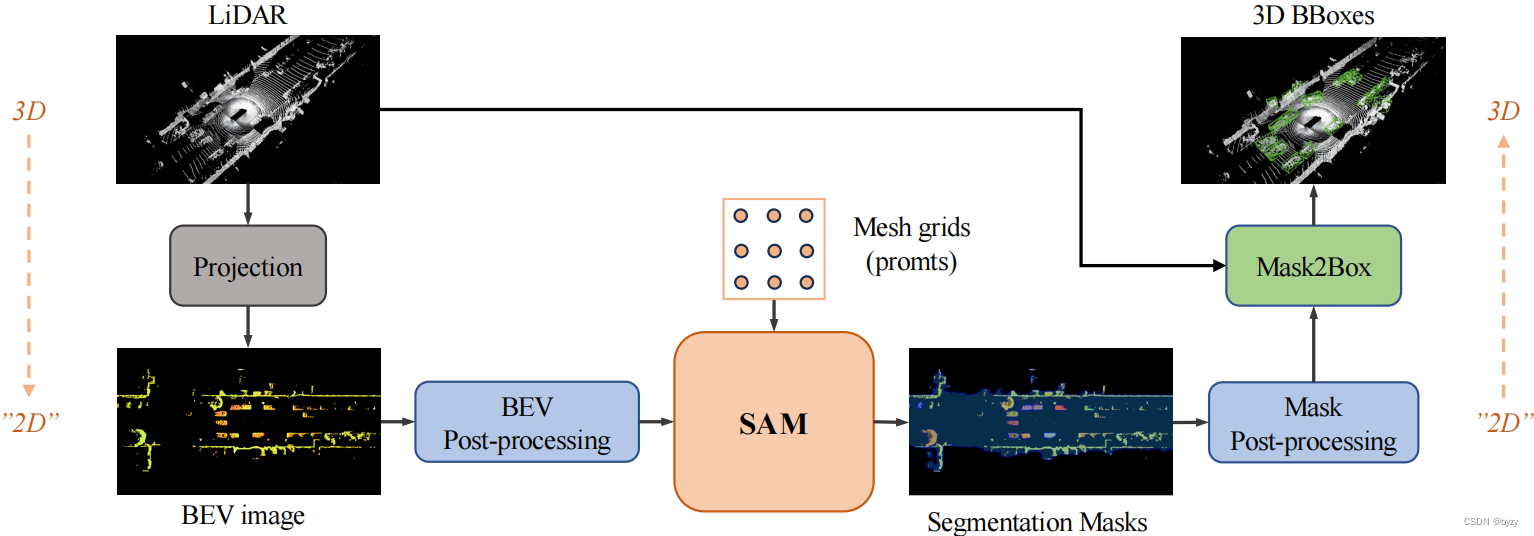 LiDAR
3D BBoxes
3D
3D
Projection
Mesh grids
(promts)
Mask2Box
"2D"
BEV
Post-processing
SAM
Mask
Post-processing
"2D"
BEV image
Segmentation Masks
CSDN @byzy